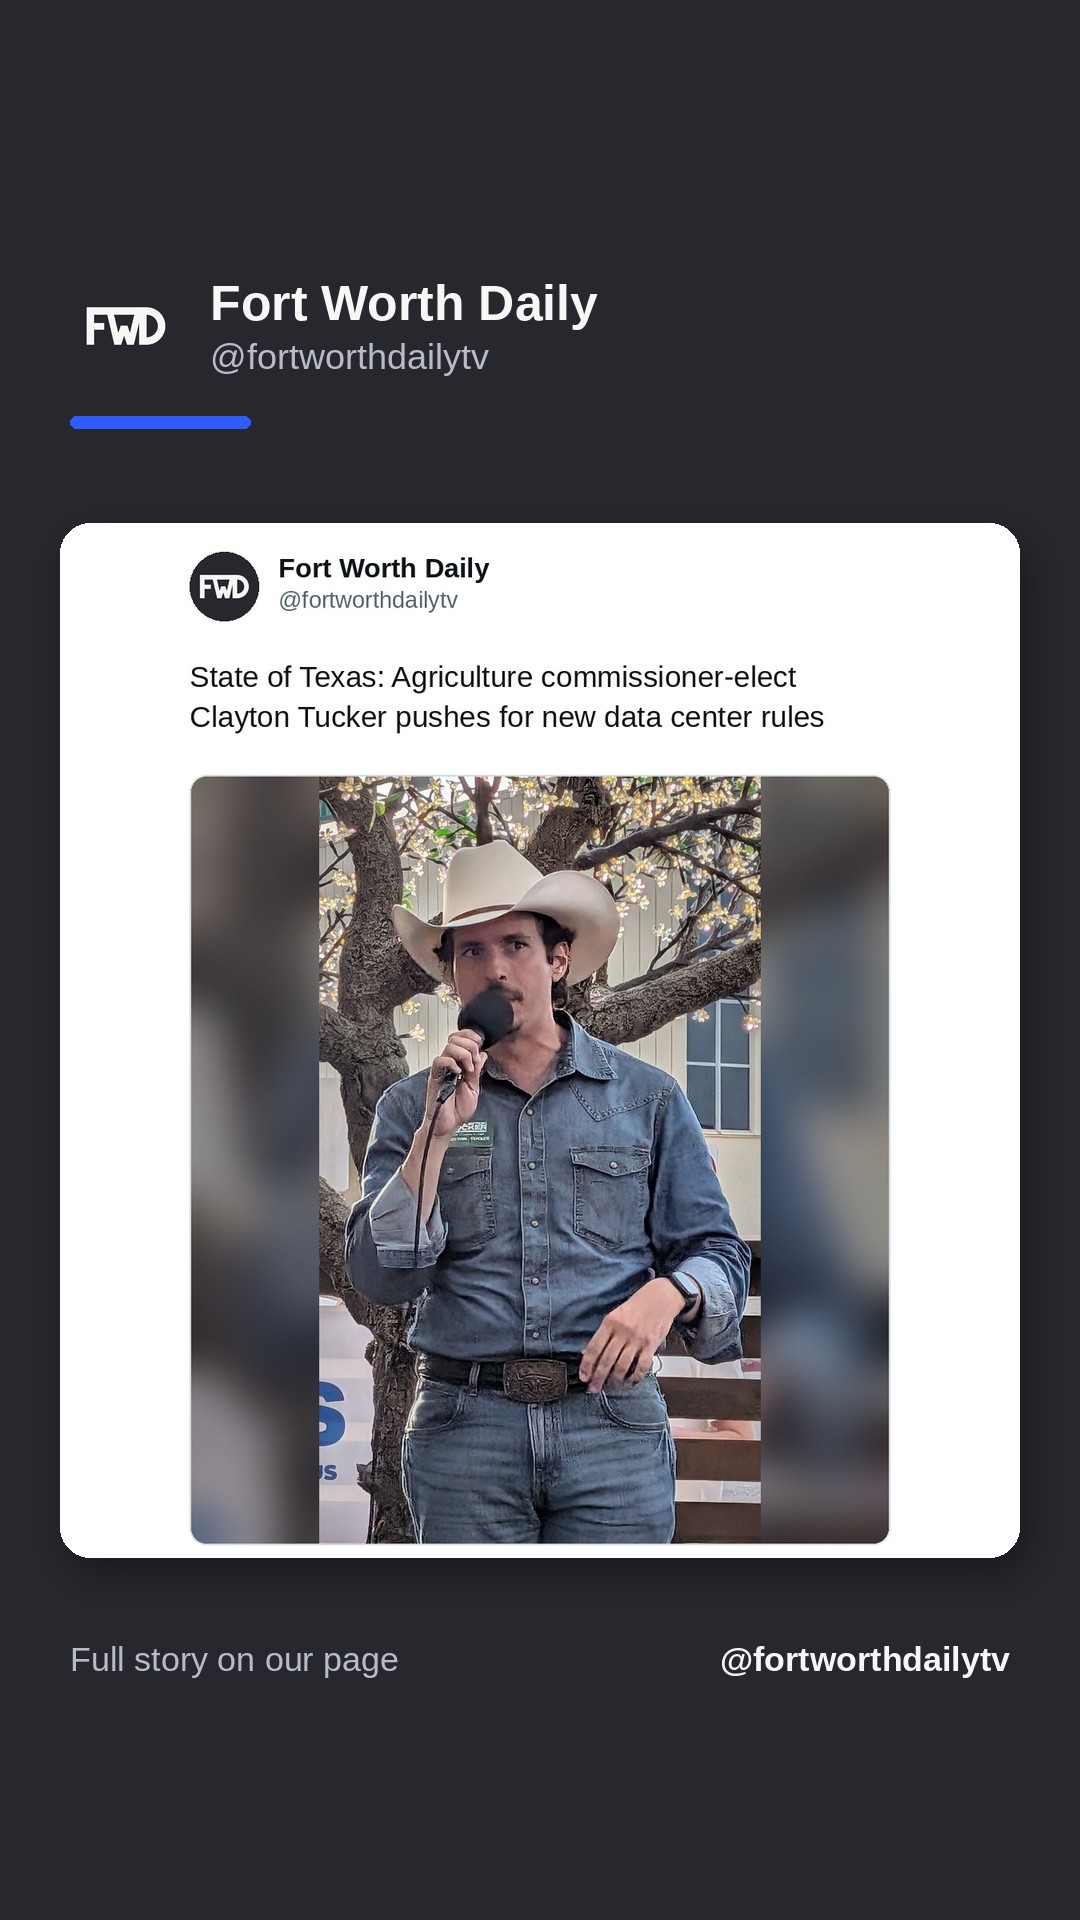 FWD
Fort Worth Daily
@fortworthdailytv
FWD
Fort Worth Daily
@fortworthdailytv
State of Texas: Agriculture commissioner-elect
Clayton Tucker pushes for new data center rules
S
US
Full story on our page
@fortworthdailytv